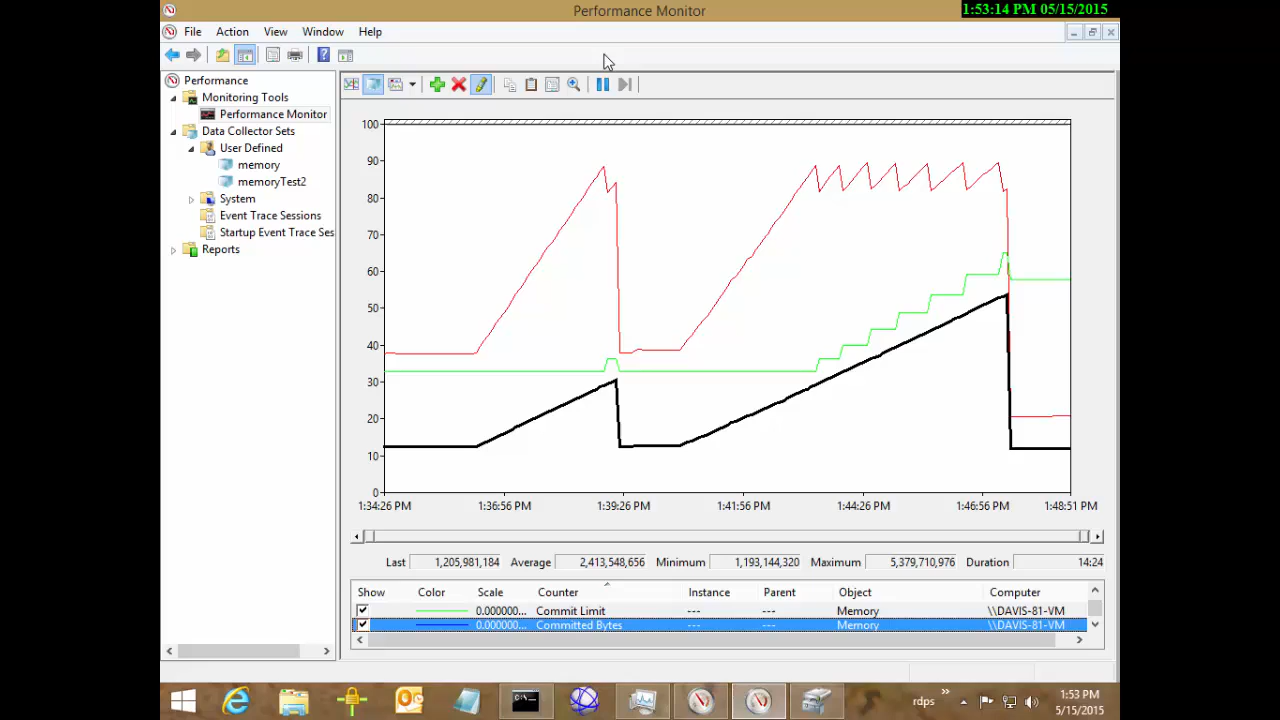 Performance Monitor
1:53:14 PM 05/15/2015
File Action View Window Help
Performance
Monitoring Tools
Performance Monitor
Data Collector Sets
User Defined
memory
memoryTest2
System
Event Trace Sessions
Startup Event Trace Ses
Reports
100
90
80
70
60
50
40
30
20
10
0
1:34:26 PM 1:36:56 PM 1:39:26 PM 1:41:56 PM 1:44:26 PM 1:46:56 PM 1:48:51 PM
Last 1,205,981,184 Average 2,413,548,656 Minimum 1,193,144,320 Maximum 5,379,710,976 Duration 14:24
Show Color Scale Counter Instance Parent Object Computer
0.000000... Commit Limit --- --- Memory \\DAVIS-81-VM
0.000000... Committed Bytes --- --- Memory \\DAVIS-81-VM
rdps » 1:53 PM
5/15/2015